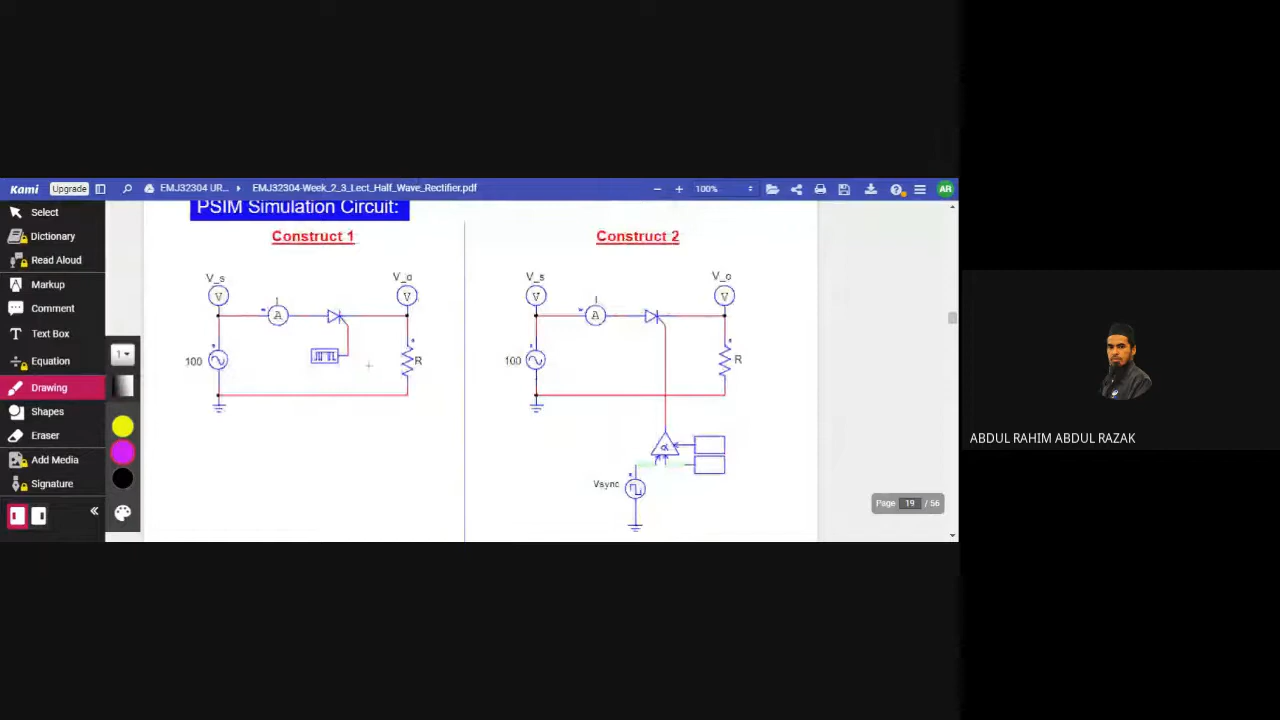 Kami Upgrade EMJ32304 UR... EMJ32304-Week_2_3_Lect_Half_Wave_Rectifier.pdf 100% AR
Select
Dictionary
Read Aloud
Markup
Comment
Text Box
Equation
Drawing
Shapes
Eraser
Add Media
Signature
1
PSIM Simulation Circuit:
Construct 1
V_s
V_o
V
V
I
A
100
R
Construct 2
V_s
V_o
V
V
I
A
100
R
α
Vsync
Page 19 / 56
ABDUL RAHIM ABDUL RAZAK